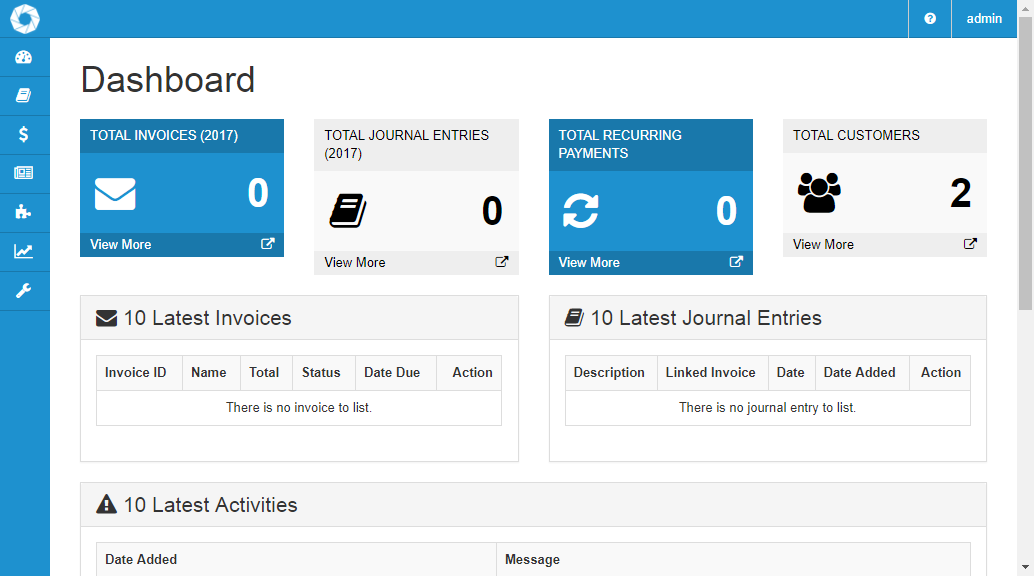 admin
Dashboard
TOTAL INVOICES (2017)
0
View More
TOTAL JOURNAL ENTRIES
(2017)
0
View More
TOTAL RECURRING
PAYMENTS
0
View More
TOTAL CUSTOMERS
2
View More
10 Latest Invoices
Invoice ID Name Total Status Date Due Action
There is no invoice to list.
10 Latest Journal Entries
Description Linked Invoice Date Date Added Action
There is no journal entry to list.
10 Latest Activities
Date Added Message